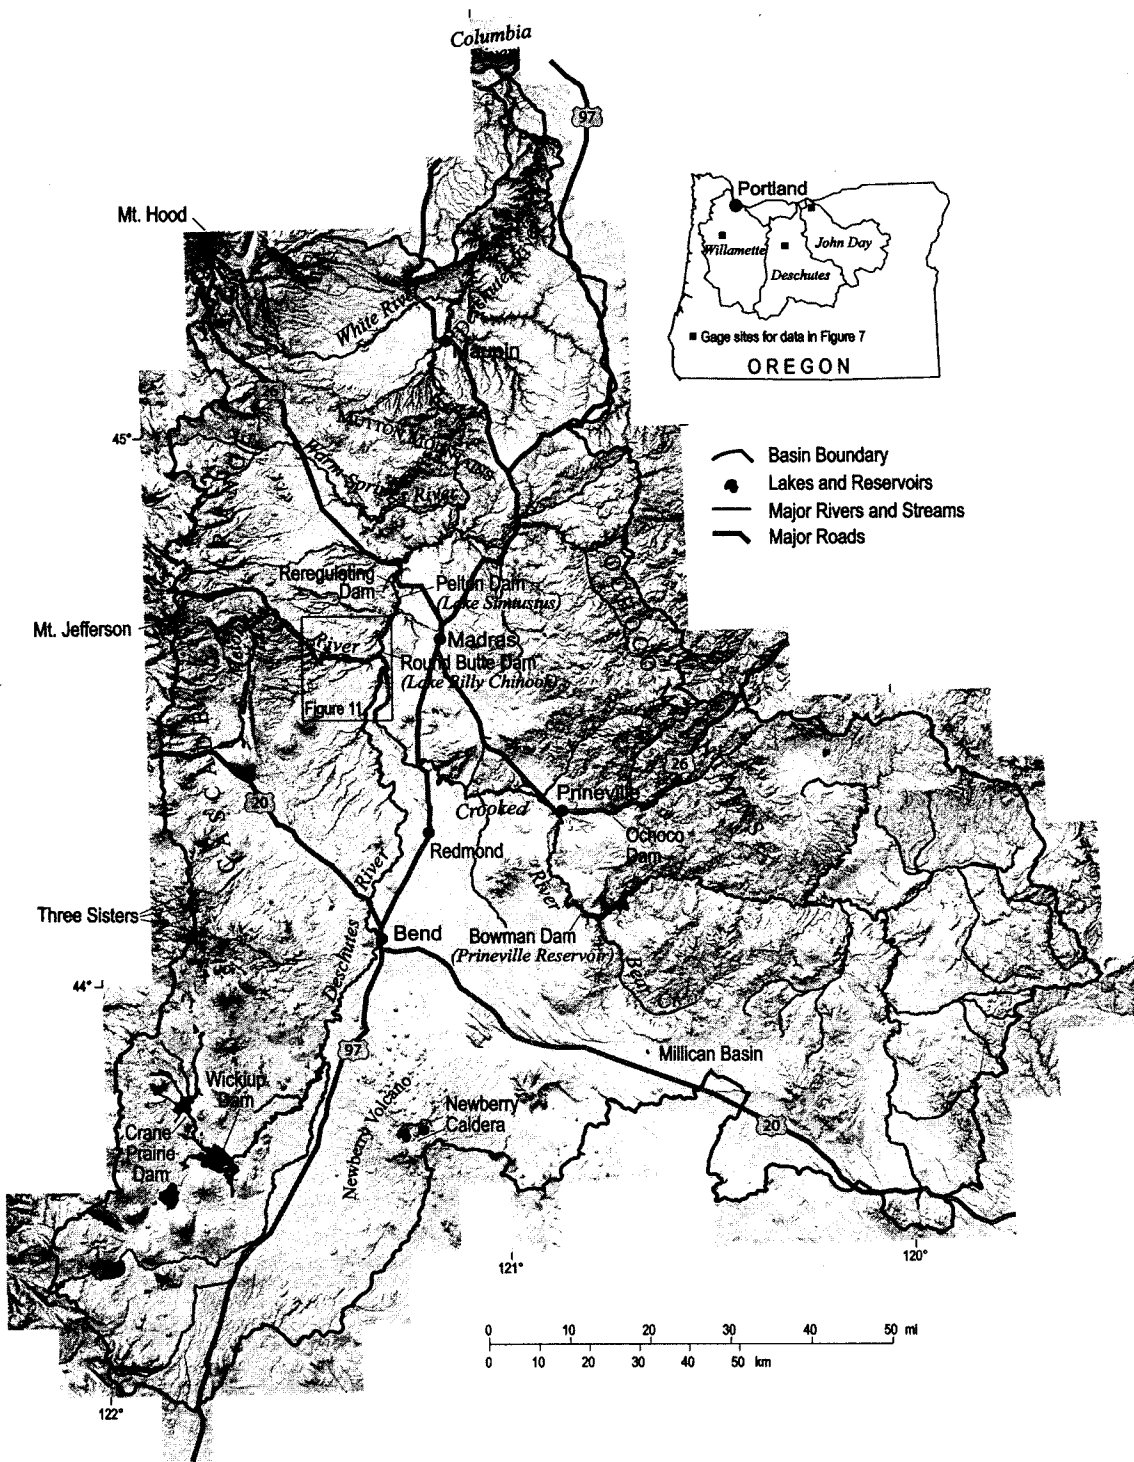 Columbia
97
Mt. Hood
Portland
Willamette
John Day
Deschutes
Gage sites for data in Figure 7
OREGON
White River
Maupin
45°
Warm Springs River
Basin Boundary
Lakes and Reservoirs
Major Rivers and Streams
Major Roads
Reregulating
Dam
Pelton Dam
(Lake Simtustus)
Mt. Jefferson
River
Madras
Round Butte Dam
(Lake Billy Chinook)
Figure 11
OCHOCO
CASCADE
26
20
Prineville
Crooked
River
Ochoco
Dam
Redmond
River
Three Sisters
Bend
Deschutes
Bowman Dam
(Prineville Reservoir)
Bear Ck.
44°
97
Millican Basin
Wickiup
Dam
Newberry Volcano
Newberry
Caldera
20
Crane
Prairie
Dam
121°
120°
0 10 20 30 40 50 mi
0 10 20 30 40 50 km
122°